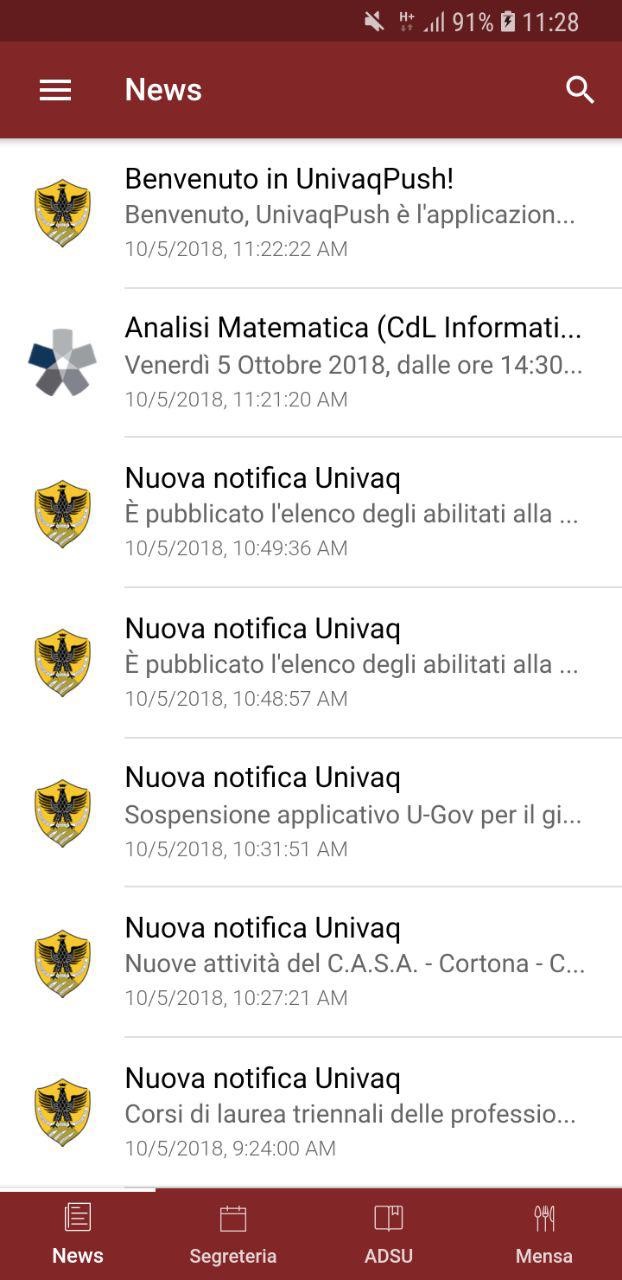 H+ 91% 11:28
News
Benvenuto in UnivaqPush!
Benvenuto, UnivaqPush è l'applicazion...
10/5/2018, 11:22:22 AM
Analisi Matematica (CdL Informati...
Venerdì 5 Ottobre 2018, dalle ore 14:30...
10/5/2018, 11:21:20 AM
Nuova notifica Univaq
È pubblicato l'elenco degli abilitati alla ...
10/5/2018, 10:49:36 AM
Nuova notifica Univaq
È pubblicato l'elenco degli abilitati alla ...
10/5/2018, 10:48:57 AM
Nuova notifica Univaq
Sospensione applicativo U-Gov per il gi...
10/5/2018, 10:31:51 AM
Nuova notifica Univaq
Nuove attività del C.A.S.A. - Cortona - C...
10/5/2018, 10:27:21 AM
Nuova notifica Univaq
Corsi di laurea triennali delle professio...
10/5/2018, 9:24:00 AM
News Segreteria ADSU Mensa